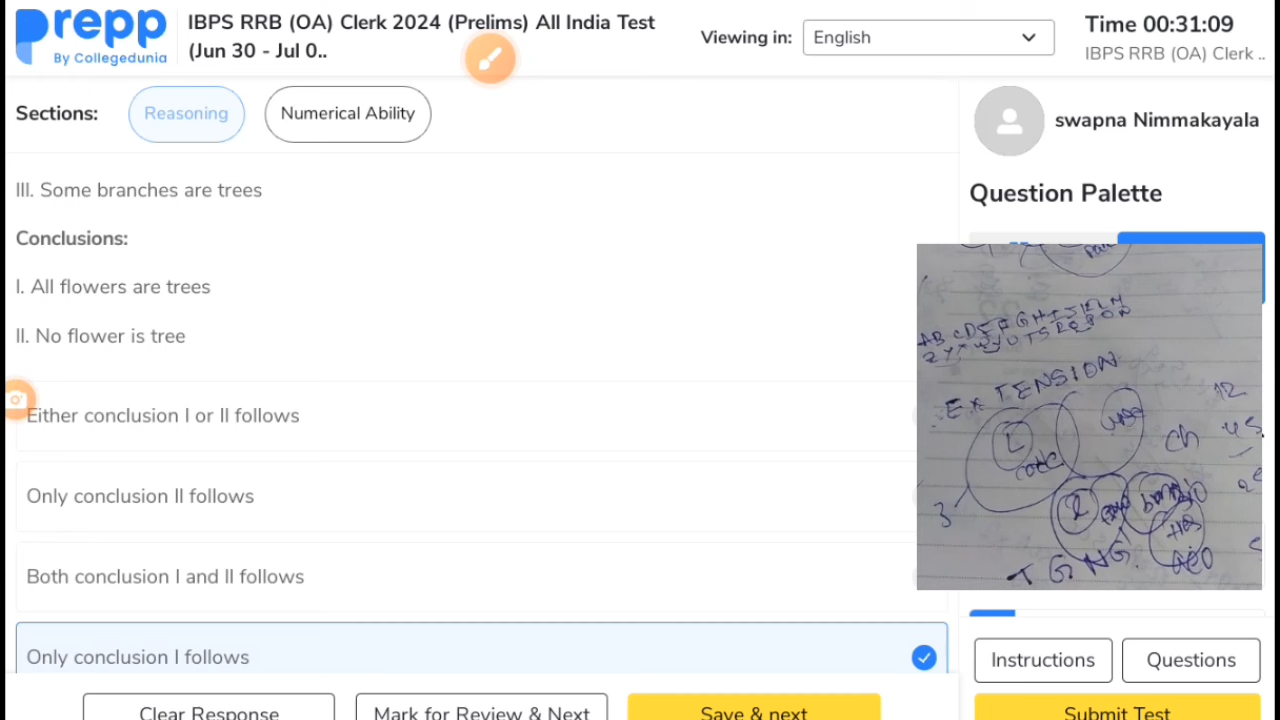 prepp
By Collegedunia
IBPS RRB (OA) Clerk 2024 (Prelims) All India Test
(Jun 30 - Jul 0..
Viewing in:
English
Time 00:31:09
IBPS RRB (OA) Clerk ..
Sections:
Reasoning
Numerical Ability
swapna Nimmakayala
Question Palette
III. Some branches are trees
Conclusions:
I. All flowers are trees
II. No flower is tree
Either conclusion I or II follows
Only conclusion II follows
Both conclusion I and II follows
Only conclusion I follows
EXTENSION
12
Ch
3
TGNG
Instructions
Questions
Clear Response
Mark for Review & Next
Save & next
Submit Test